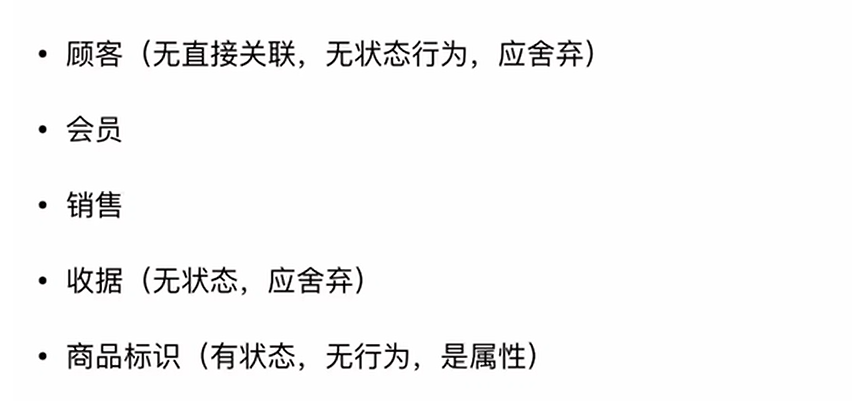 • 顾客（无直接关联，无状态行为，应舍弃）
• 会员
• 销售
• 收据（无状态，应舍弃）
• 商品标识（有状态，无行为，是属性）